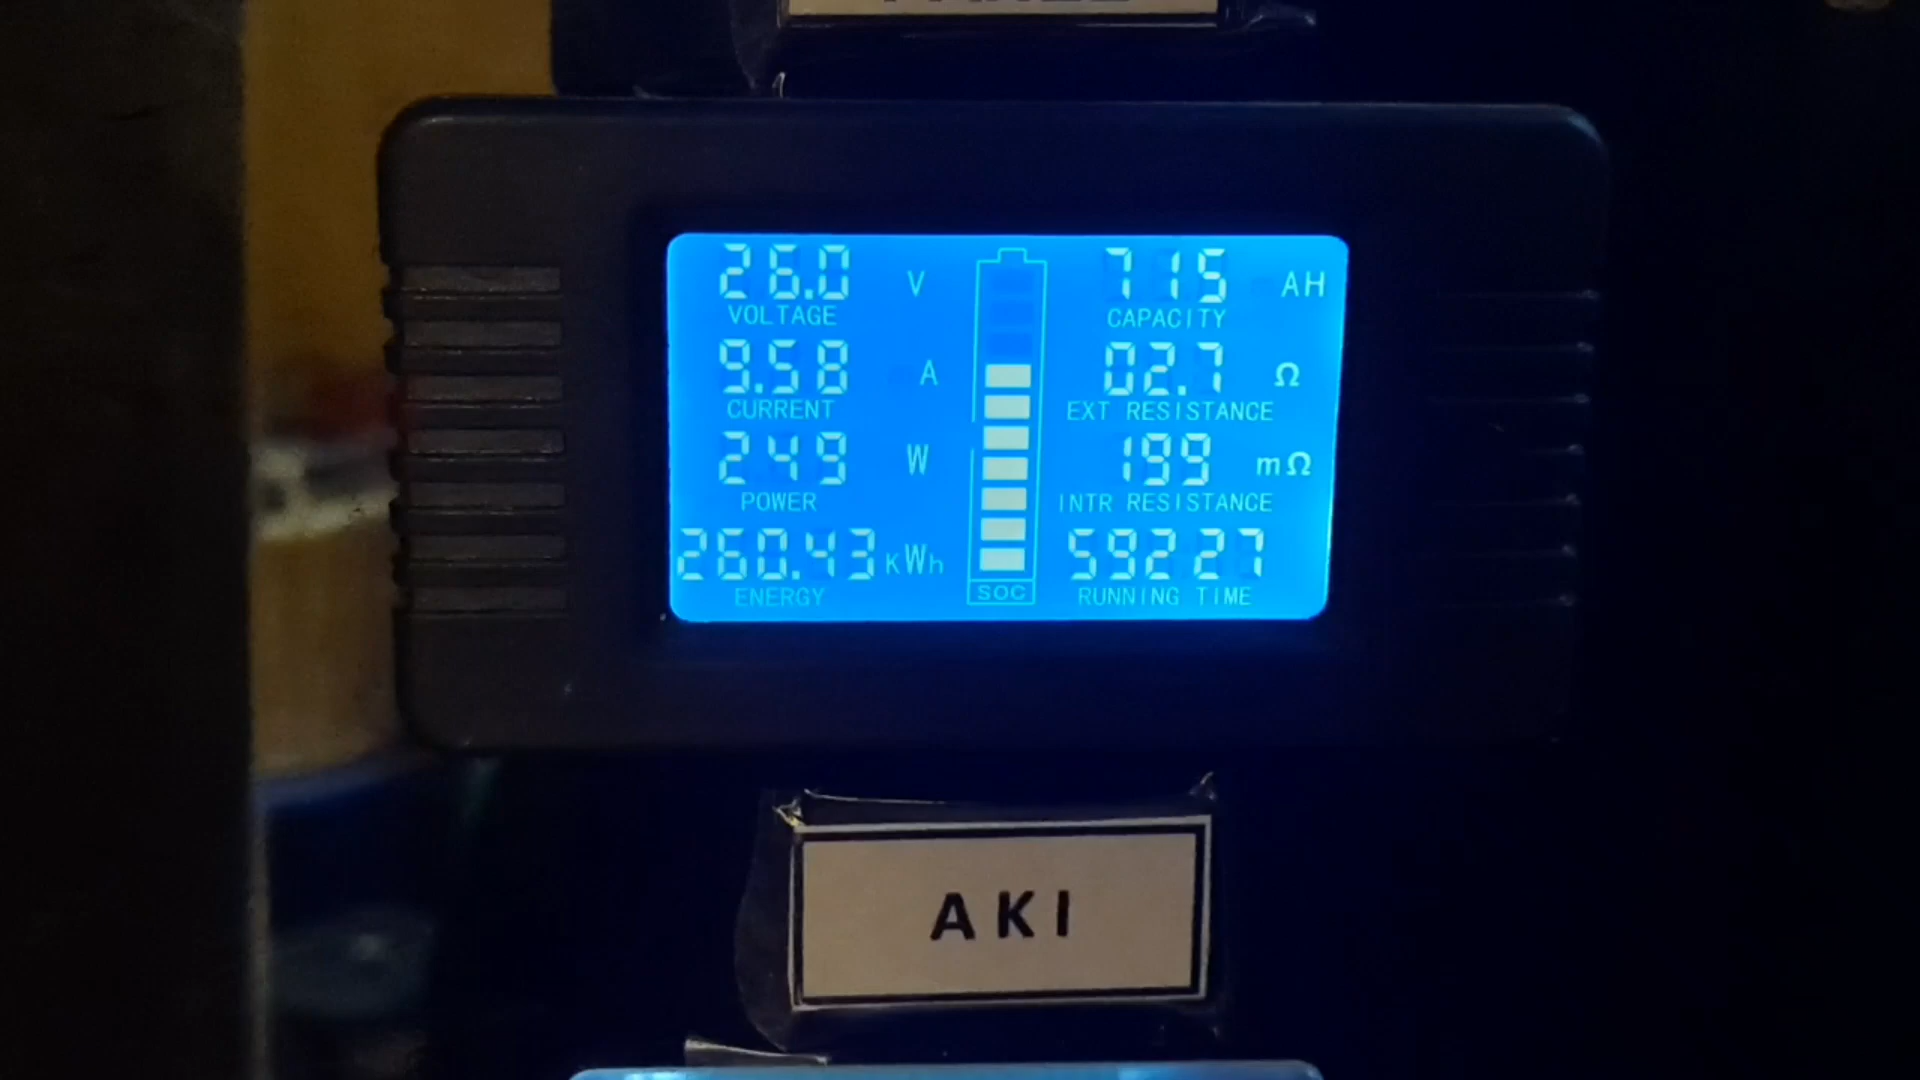 26.0 V 715 AH
VOLTAGE CAPACITY
9.58 A 02.7 Ω
CURRENT EXT RESISTANCE
249 W 199 mΩ
POWER INTR RESISTANCE
260.43 KWh 59227
ENERGY SOC RUNNING TIME
AKI